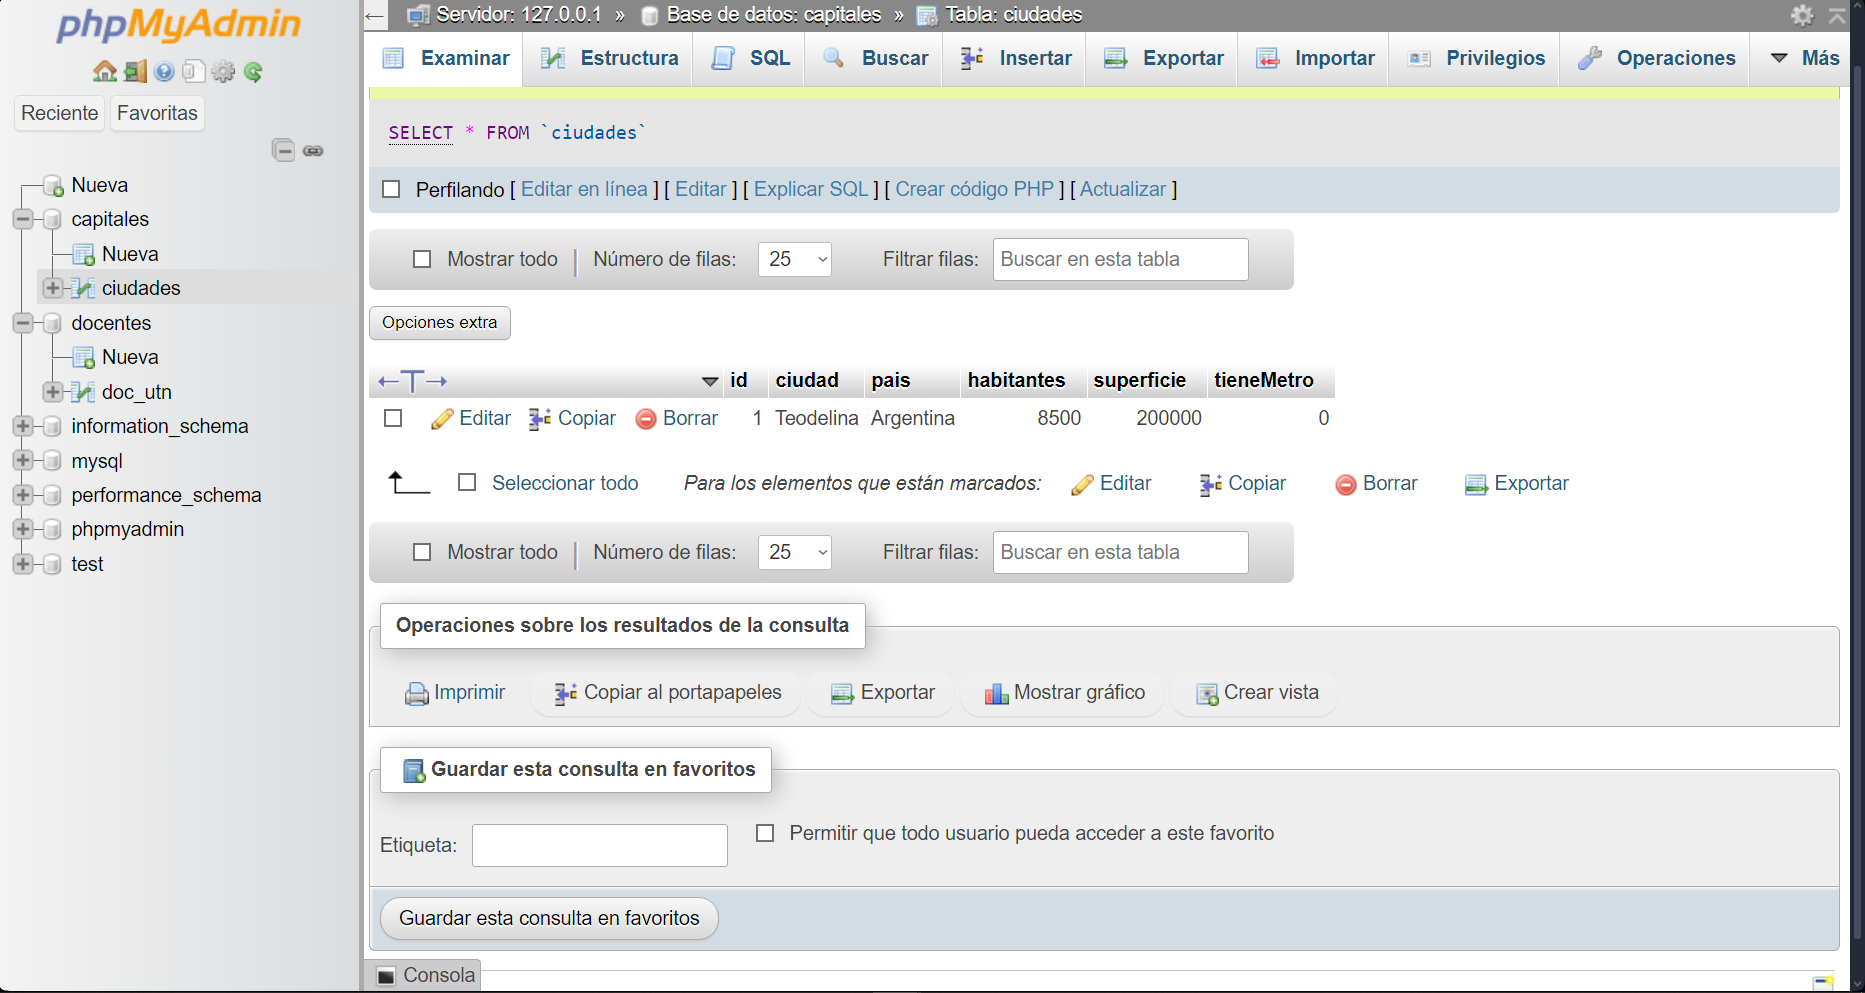 phpMyAdmin
Reciente Favoritas
Nueva
capitales
Nueva
ciudades
docentes
Nueva
doc_utn
information_schema
mysql
performance_schema
phpmyadmin
test
Servidor: 127.0.0.1 » Base de datos: capitales » Tabla: ciudades
Examinar Estructura SQL Buscar Insertar Exportar Importar Privilegios Operaciones Más
SELECT * FROM `ciudades`
Perfilando [ Editar en línea ] [ Editar ] [ Explicar SQL ] [ Crear código PHP ] [ Actualizar ]
Mostrar todo | Número de filas: 25 Filtrar filas: Buscar en esta tabla
Opciones extra
←T→ id ciudad pais habitantes superficie tieneMetro
Editar Copiar Borrar 1 Teodelina Argentina 8500 200000 0
Seleccionar todo Para los elementos que están marcados: Editar Copiar Borrar Exportar
Mostrar todo | Número de filas: 25 Filtrar filas: Buscar en esta tabla
Operaciones sobre los resultados de la consulta
Imprimir Copiar al portapapeles Exportar Mostrar gráfico Crear vista
Guardar esta consulta en favoritos
Etiqueta: Permitir que todo usuario pueda acceder a este favorito
Guardar esta consulta en favoritos
Consola